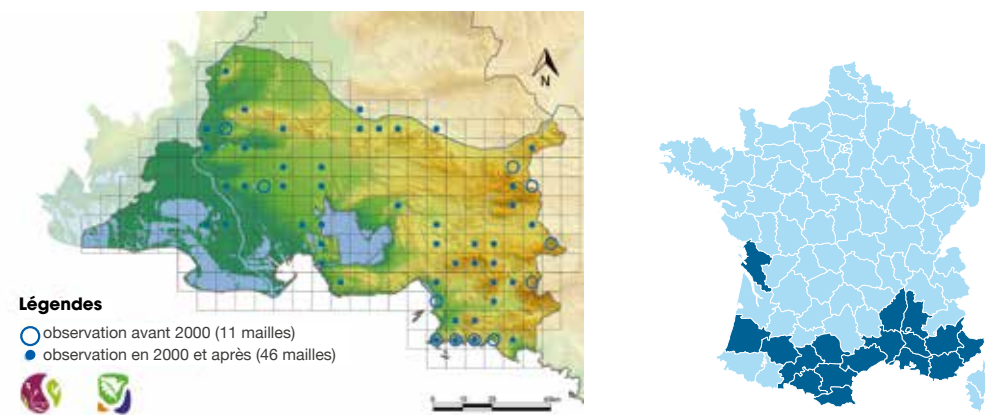 N
Légendes
observation avant 2000 (11 mailles)
observation en 2000 et après (46 mailles)